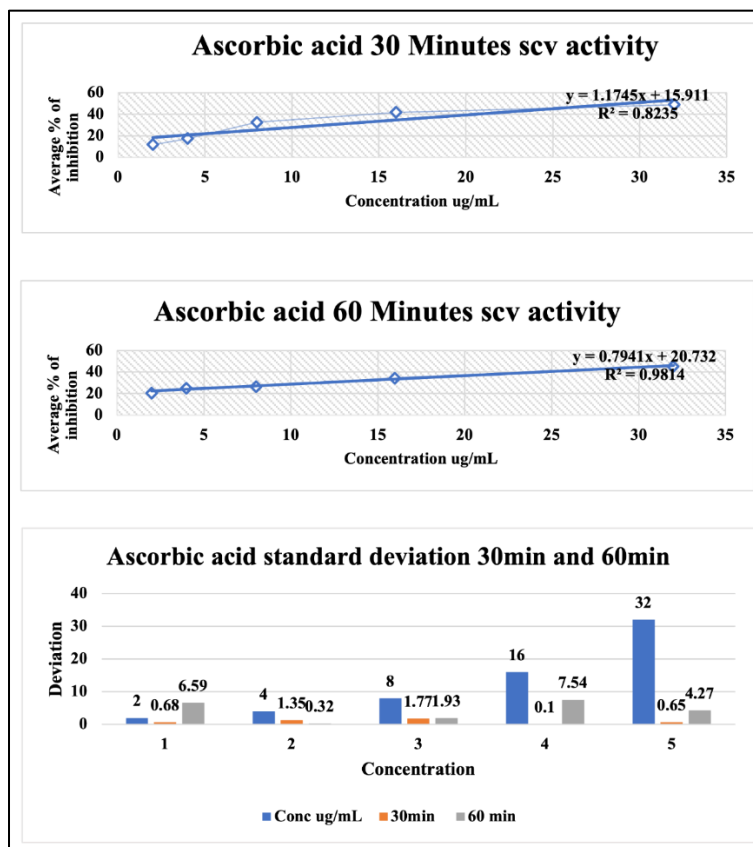 Ascorbic acid 30 Minutes scv activity
Average % of
inhibition
60
40
20
0
y = 1.1745x + 15.911
R² = 0.8235
0 5 10 15 20 25 30 35
Concentration ug/mL
Ascorbic acid 60 Minutes scv activity
Average % of
inhibition
60
40
20
0
y = 0.7941x + 20.732
R² = 0.9814
0 5 10 15 20 25 30 35
Concentration ug/mL
Ascorbic acid standard deviation 30min and 60min
Deviation
40
30
20
10
0
2 0.68 6.59
4 1.35 0.32
8 1.77 1.93
16 0.1 7.54
32 0.65 4.27
1 2 3 4 5
Concentration
Conc ug/mL 30min 60 min